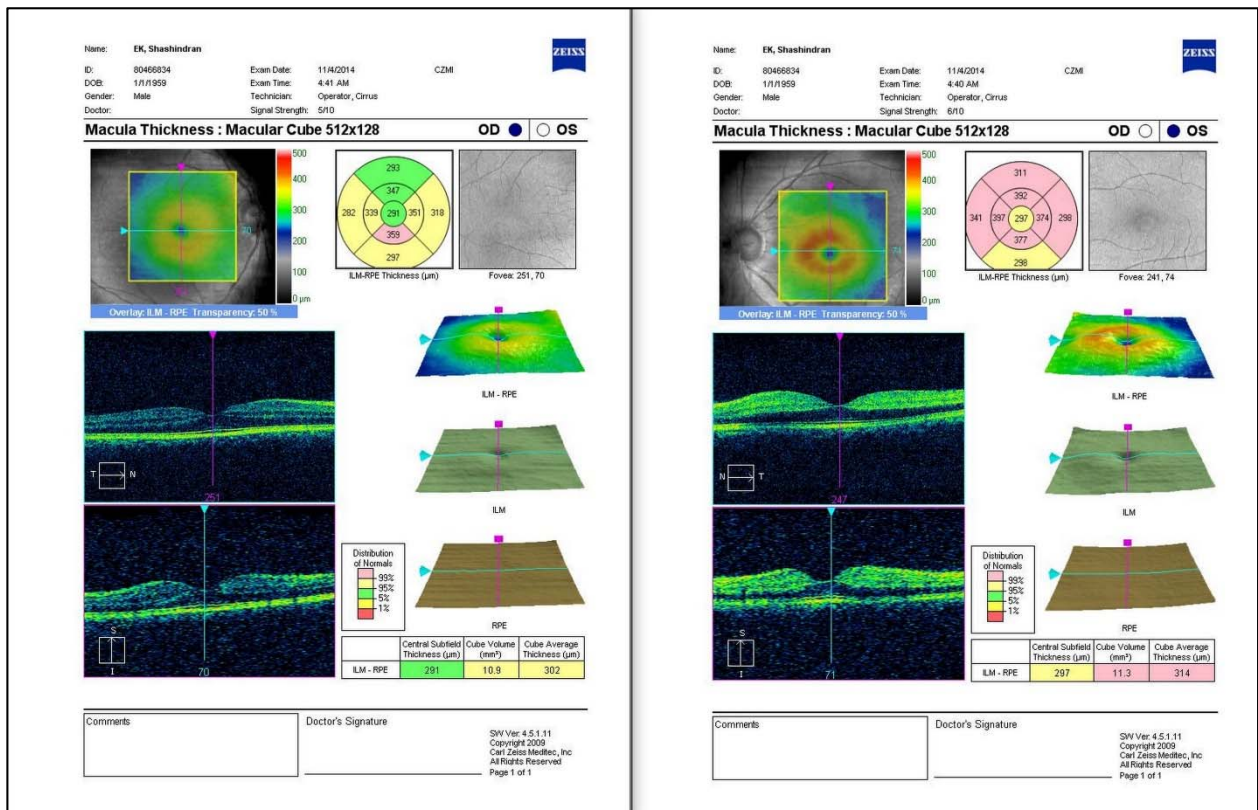 Name: EK, Shashindran
ZEISS
ID: 80466834 Exam Date: 11/4/2014 CZMI
DOB: 1/1/1959 Exam Time: 4:41 AM
Gender: Male Technician: Operator, Cirrus
Doctor: Signal Strength: 5/10
Macula Thickness : Macular Cube 512x128 OD OS
500
400
300
200
100
0 µm
70
Overlay: ILM - RPE Transparency: 50 %
293
347
282 339 291 351 318
359
297
ILM-RPE Thickness (µm)
Fovea: 251, 70
ILM - RPE
T N
251
ILM
S
I
70
Distribution
of Normals
99%
95%
5%
1%
RPE
Central Subfield Thickness (µm) Cube Volume (mm³) Cube Average Thickness (µm)
ILM - RPE 291 10.9 302
Comments
Doctor's Signature
SW Ver: 4.5.1.11
Copyright 2009
Carl Zeiss Meditec, Inc
All Rights Reserved
Page 1 of 1
Name: EK, Shashindran
ZEISS
ID: 80466834 Exam Date: 11/4/2014 CZMI
DOB: 1/1/1959 Exam Time: 4:40 AM
Gender: Male Technician: Operator, Cirrus
Doctor: Signal Strength: 6/10
Macula Thickness : Macular Cube 512x128 OD OS
500
400
300
200
100
0 µm
Overlay: ILM - RPE Transparency: 50 %
311
392
341 397 297 374 298
377
298
ILM-RPE Thickness (µm)
Fovea: 241, 74
ILM - RPE
N T
247
ILM
S
I
71
Distribution
of Normals
99%
95%
5%
1%
RPE
Central Subfield Thickness (µm) Cube Volume (mm³) Cube Average Thickness (µm)
ILM - RPE 297 11.3 314
Comments
Doctor's Signature
SW Ver: 4.5.1.11
Copyright 2009
Carl Zeiss Meditec, Inc
All Rights Reserved
Page 1 of 1